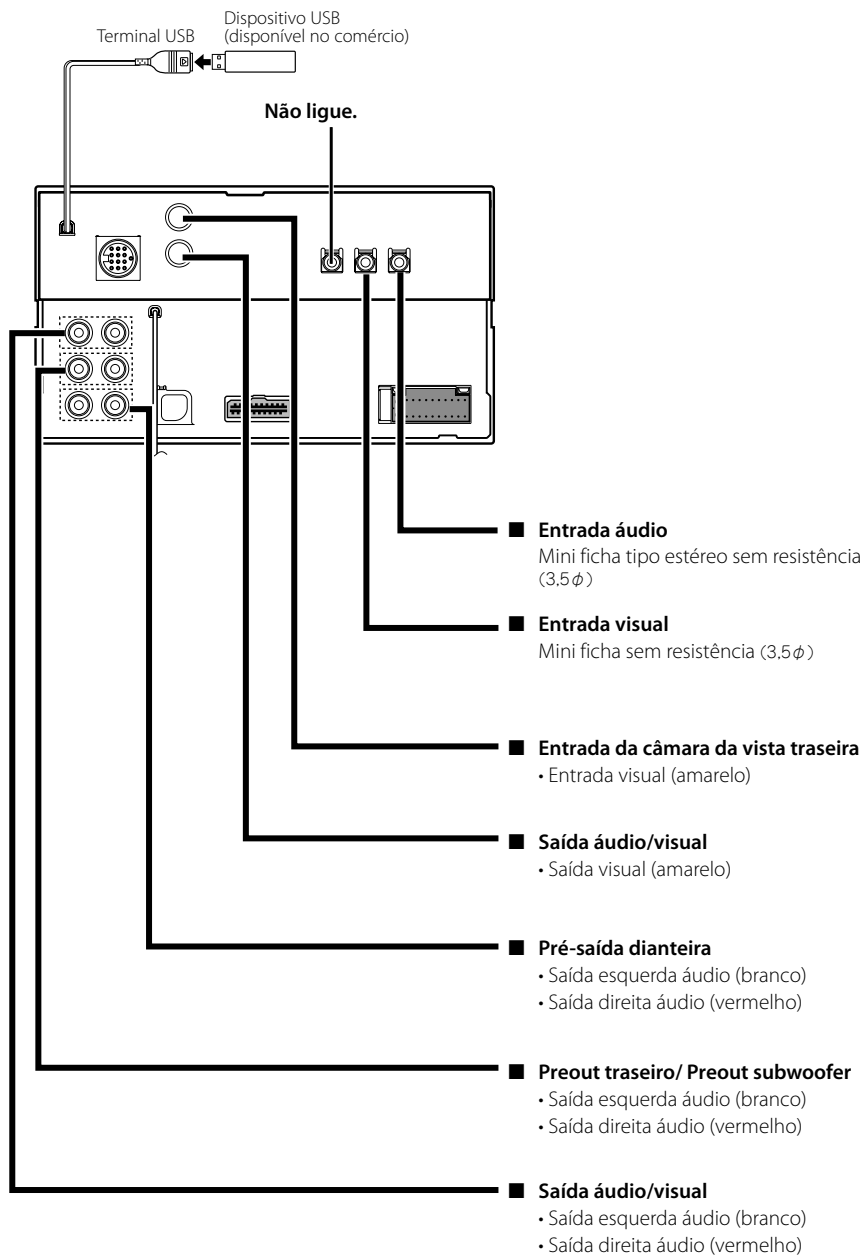 Dispositivo USB
Terminal USB
(disponível no comércio)
Não ligue.
■ Entrada áudio
Mini ficha tipo estéreo sem resistência
(3,5φ)
■ Entrada visual
Mini ficha sem resistência (3,5φ)
■ Entrada da câmara da vista traseira
• Entrada visual (amarelo)
■ Saída áudio/visual
• Saída visual (amarelo)
■ Pré-saída dianteira
• Saída esquerda áudio (branco)
• Saída direita áudio (vermelho)
■ Preout traseiro/ Preout subwoofer
• Saída esquerda áudio (branco)
• Saída direita áudio (vermelho)
■ Saída áudio/visual
• Saída esquerda áudio (branco)
• Saída direita áudio (vermelho)